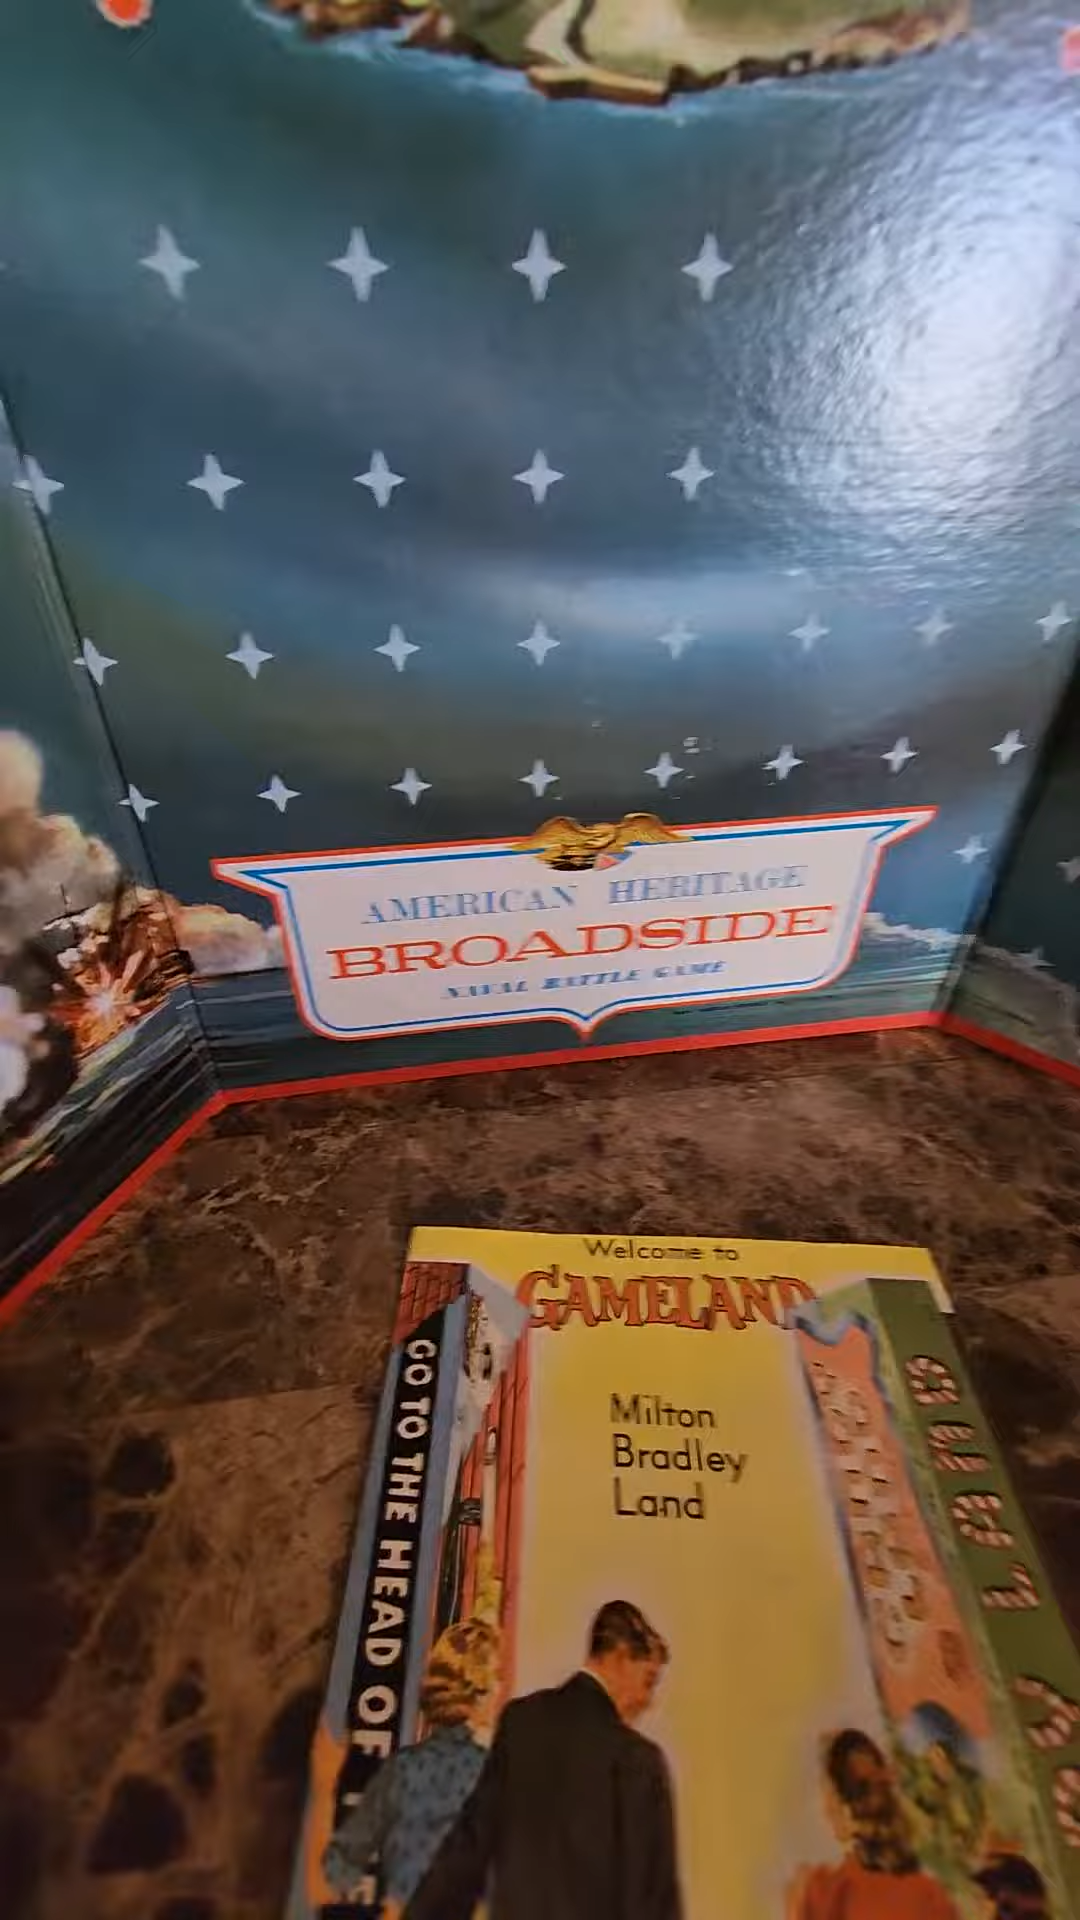 AMERICAN HERITAGE
BROADSIDE
NAVAL BATTLE GAME
Welcome to
GAMELAND
Milton
Bradley
Land
GO TO THE HEAD OF